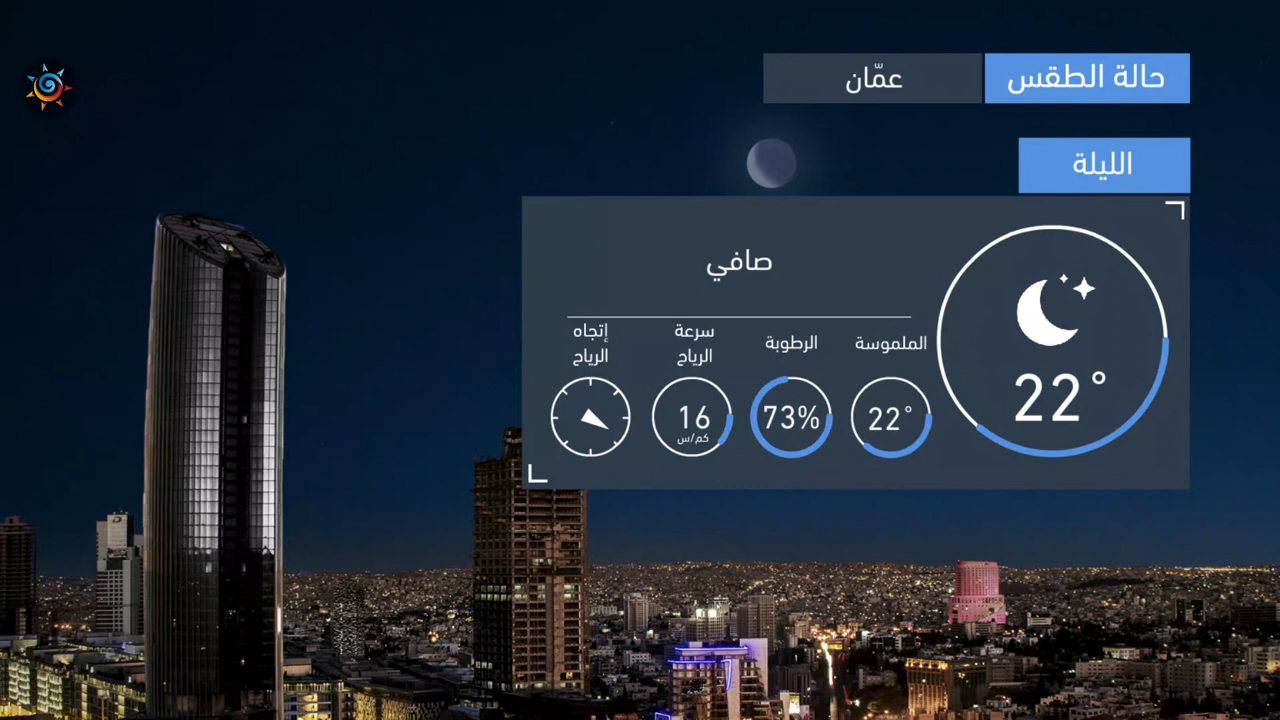 حالة الطقس
عمّان
الليلة
صافي
22°
الملموسة
22°
الرطوبة
73%
سرعة
الرياح
16
كم/س
إتجاه
الرياح